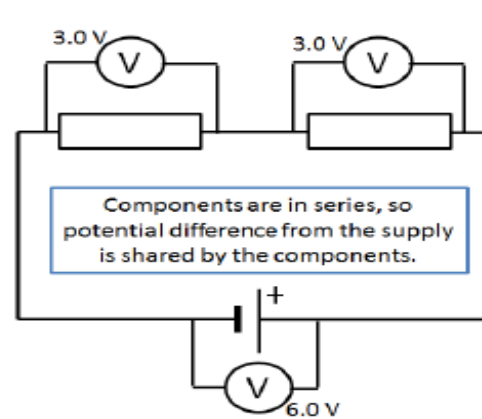 3.0 V
V
3.0 V
V
Components are in series, so
potential difference from the supply
is shared by the components.
+
V
6.0 V